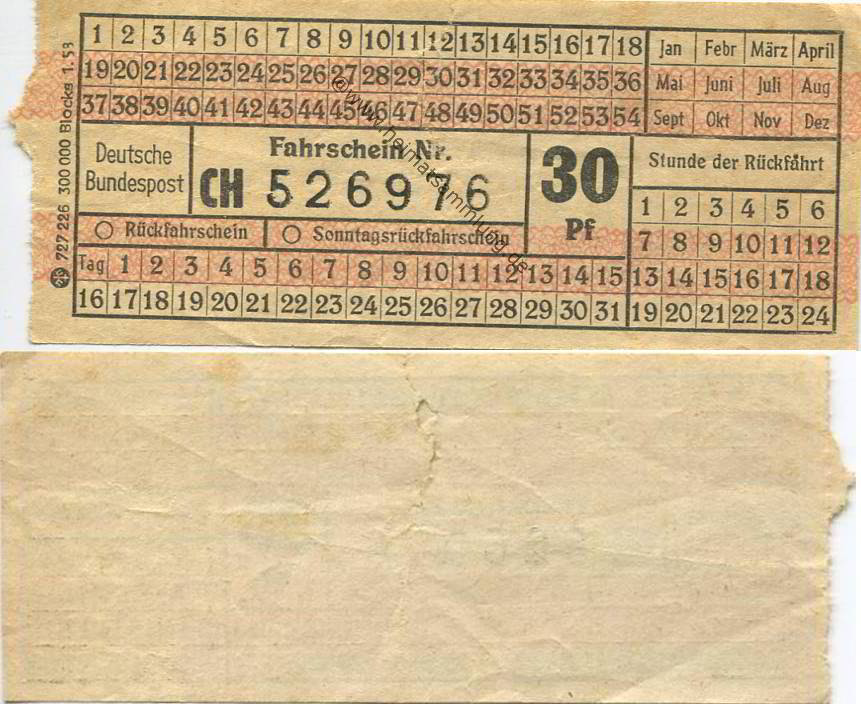 1 2 3 4 5 6 7 8 9 10 11 12 13 14 15 16 17 18 Jan Febr März April
19 20 21 22 23 24 25 26 27 28 29 30 31 32 33 34 35 36 Mai Juni Juli Aug
37 38 39 40 41 42 43 44 45 46 47 48 49 50 51 52 53 54 Sept Okt Nov Dez
Deutsche
Bundespost
Fahrschein Nr.
CH 526976
30
Pf
Stunde der Rückfahrt
1 2 3 4 5 6
7 8 9 10 11 12
13 14 15 16 17 18
19 20 21 22 23 24
Rückfahrschein Sonntagsrückfahrschein
Tag 1 2 3 4 5 6 7 8 9 10 11 12 13 14 15
16 17 18 19 20 21 22 23 24 25 26 27 28 29 30 31
727 226 300 000 Blocks 1. 53
©www.heimatsammlung.de